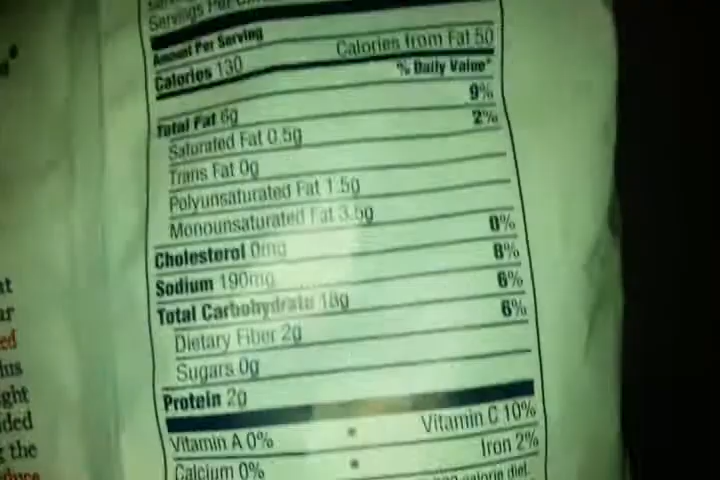 Servings Per
Amount Per Serving
Calories 130 Calories from Fat 50
% Daily Value*
Total Fat 6g 9%
Saturated Fat 0.5g 2%
Trans Fat 0g
Polyunsaturated Fat 1.5g
Monounsaturated Fat 3.5g
Cholesterol 0mg 0%
Sodium 190mg 8%
Total Carbohydrate 18g 6%
Dietary Fiber 2g 6%
Sugars 0g
Protein 2g
Vitamin A 0% • Vitamin C 10%
Calcium 0% • Iron 2%
calorie diet.
the